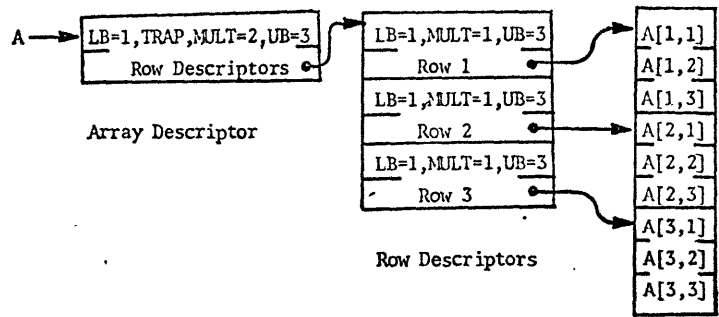 A
LB=1,TRAP,MULT=2,UB=3
Row Descriptors
Array Descriptor
LB=1,MULT=1,UB=3
Row 1
LB=1,MULT=1,UB=3
Row 2
LB=1,MULT=1,UB=3
Row 3
Row Descriptors
A[1,1]
A[1,2]
A[1,3]
A[2,1]
A[2,2]
A[2,3]
A[3,1]
A[3,2]
A[3,3]